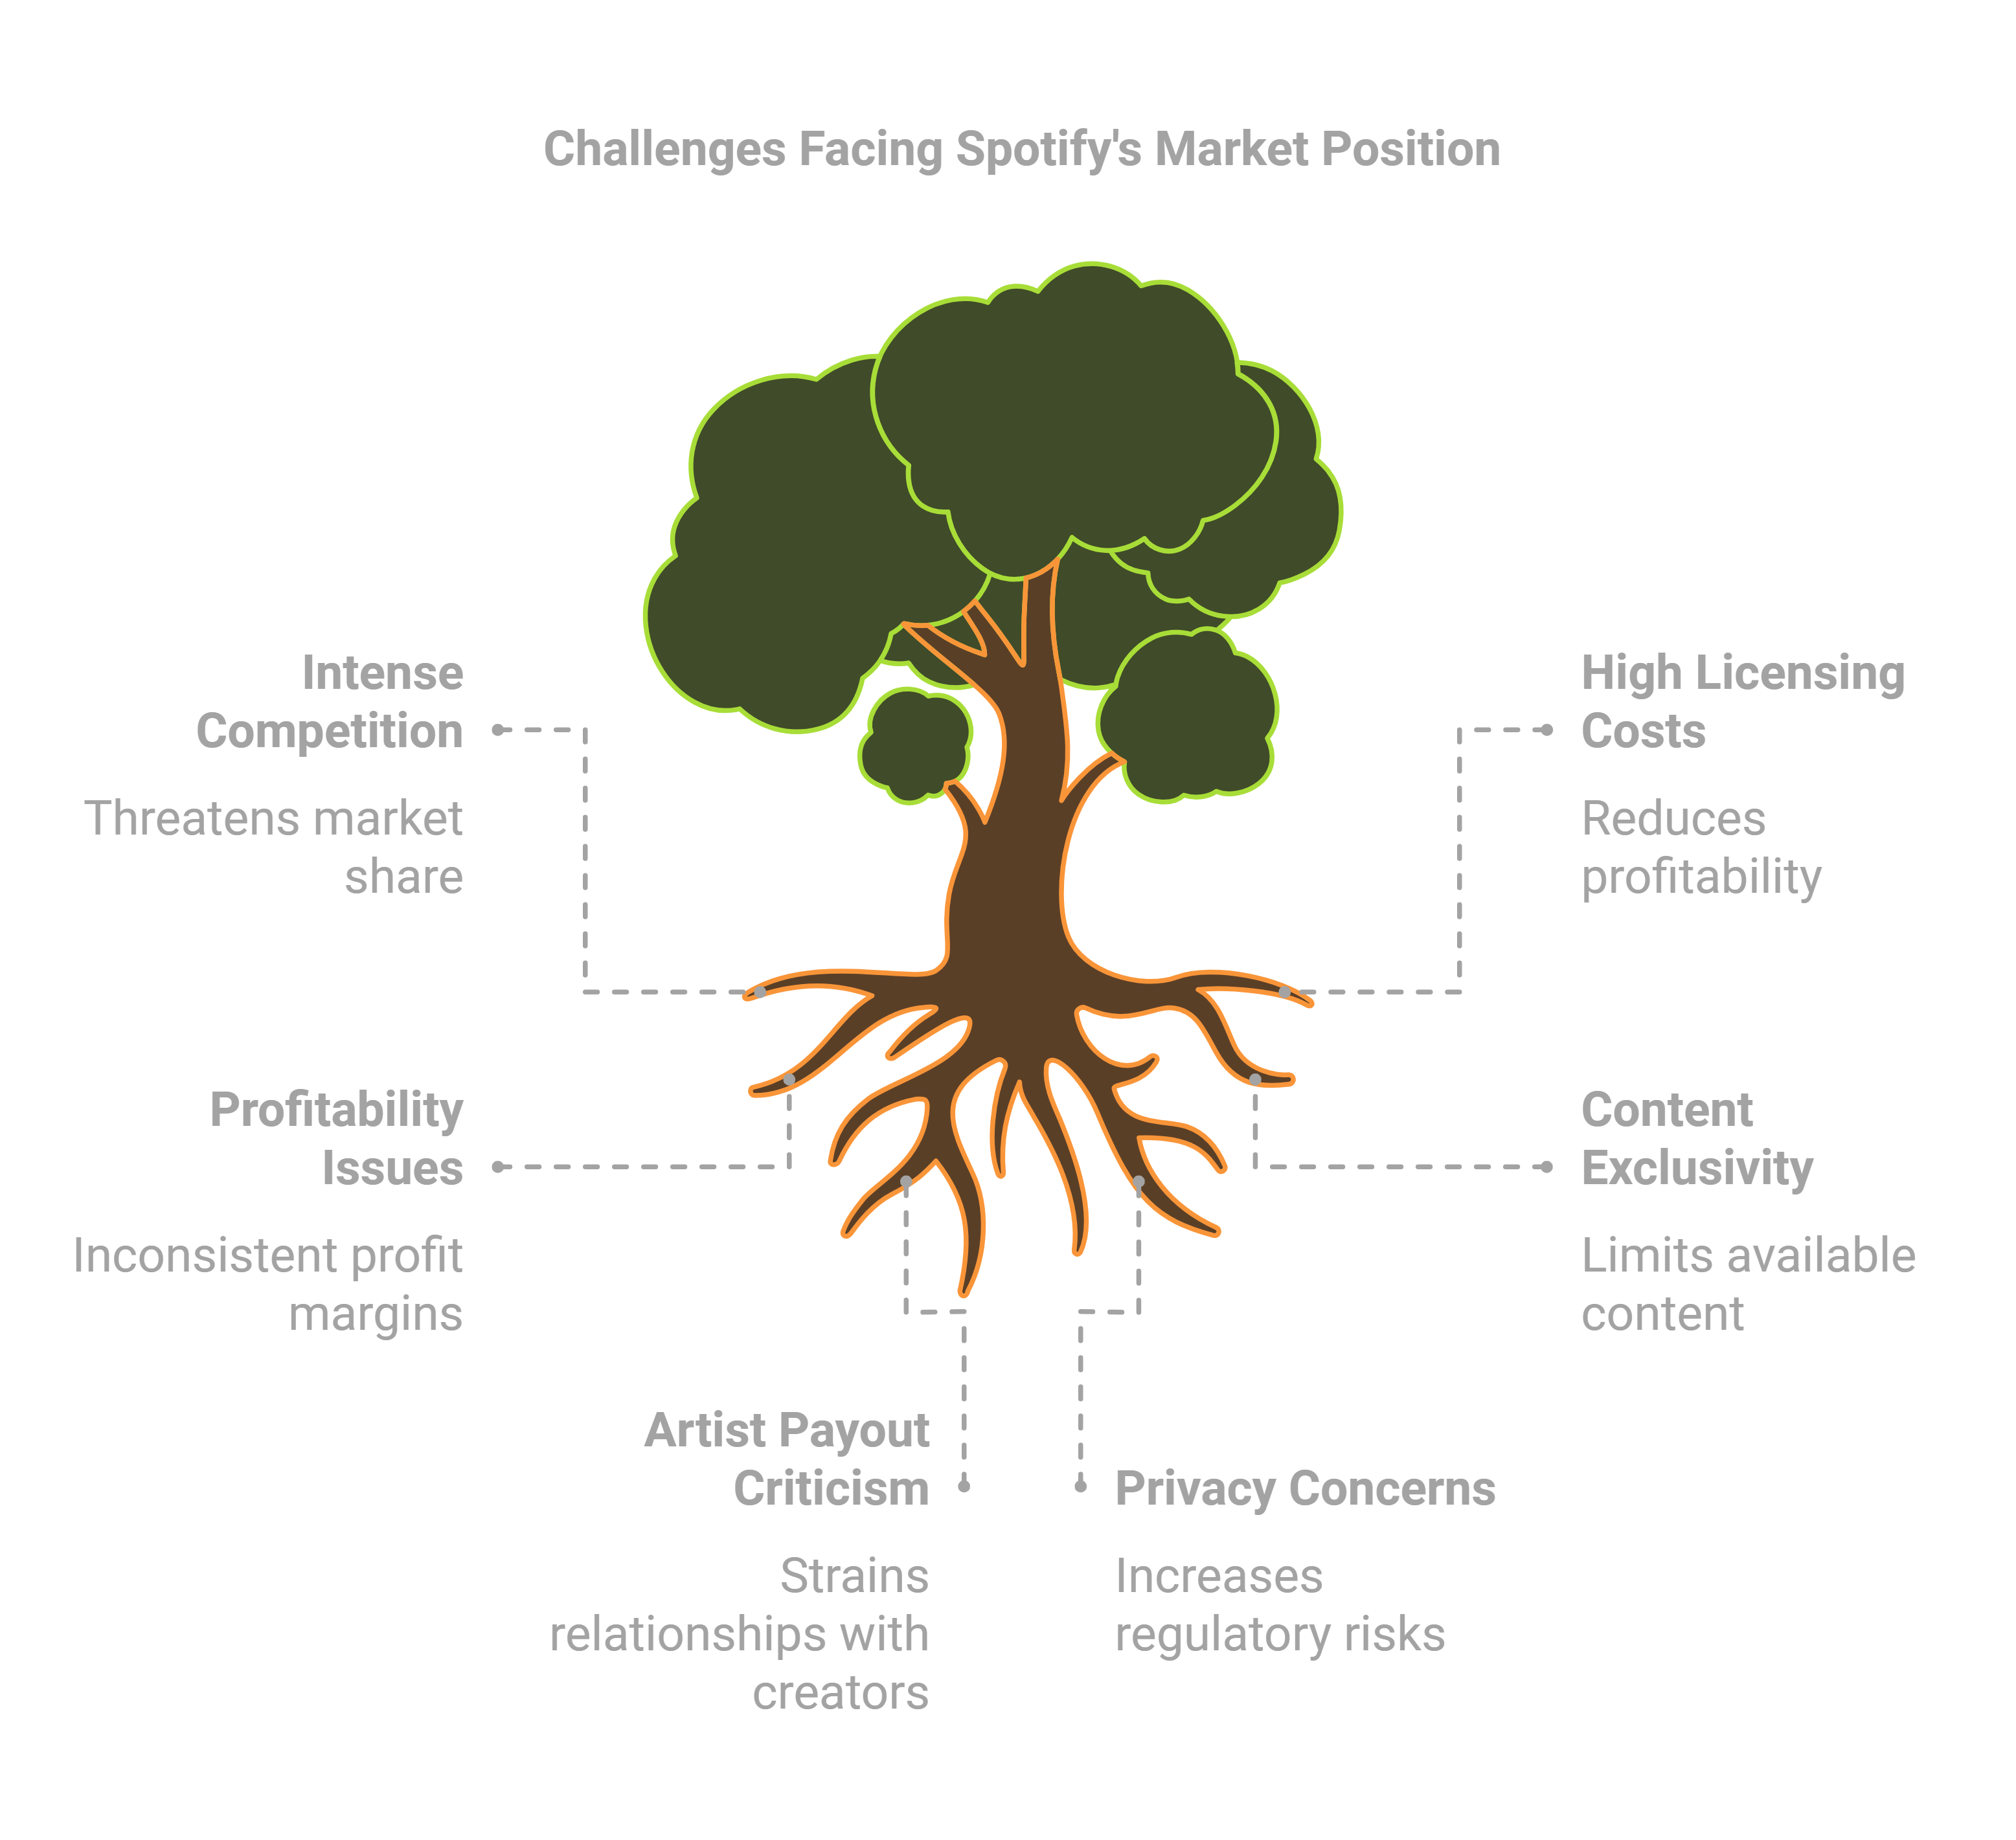 Challenges Facing Spotify's Market Position
Intense
Competition
Threatens market
share
High Licensing
Costs
Reduces
profitability
Profitability
Issues
Inconsistent profit
margins
Content
Exclusivity
Limits available
content
Artist Payout
Criticism
Strains
relationships with
creators
Privacy Concerns
Increases
regulatory risks